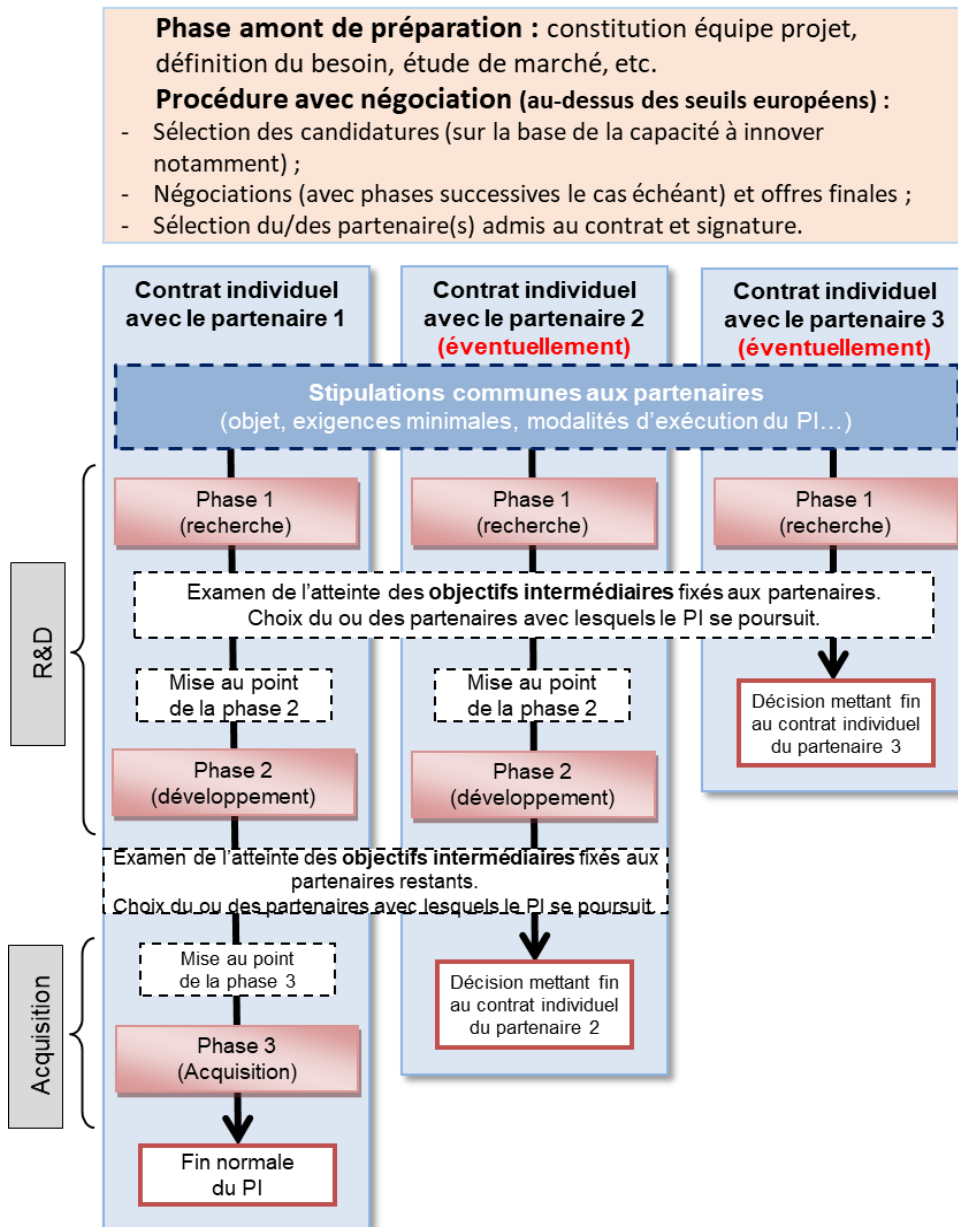 Phase amont de préparation : constitution équipe projet,
définition du besoin, étude de marché, etc.
Procédure avec négociation (au-dessus des seuils européens) :
- Sélection des candidatures (sur la base de la capacité à innover
notamment) ;
- Négociations (avec phases successives le cas échéant) et offres finales ;
- Sélection du/des partenaire(s) admis au contrat et signature.
Contrat individuel
avec le partenaire 1
Contrat individuel
avec le partenaire 2
(éventuellement)
Contrat individuel
avec le partenaire 3
(éventuellement)
Stipulations communes aux partenaires
(objet, exigences minimales, modalités d'exécution du PI…)
R&D
Phase 1
(recherche)
Phase 1
(recherche)
Phase 1
(recherche)
Examen de l'atteinte des objectifs intermédiaires fixés aux partenaires.
Choix du ou des partenaires avec lesquels le PI se poursuit.
Mise au point
de la phase 2
Mise au point
de la phase 2
Décision mettant fin
au contrat individuel
du partenaire 3
Phase 2
(développement)
Phase 2
(développement)
Examen de l'atteinte des objectifs intermédiaires fixés aux
partenaires restants.
Choix du ou des partenaires avec lesquels le PI se poursuit.
Acquisition
Mise au point
de la phase 3
Décision mettant fin
au contrat individuel
du partenaire 2
Phase 3
(Acquisition)
Fin normale
du PI